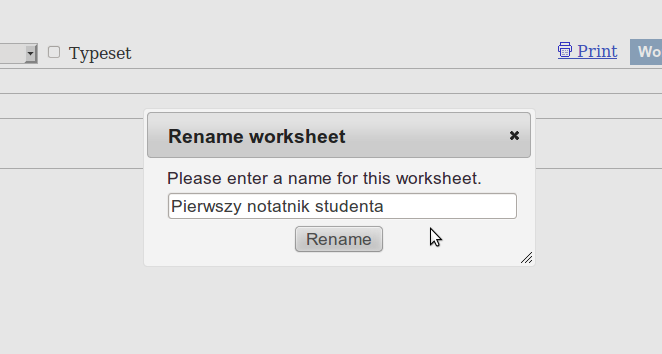 Typeset
Print
Wo
Rename worksheet
Please enter a name for this worksheet.
Pierwszy notatnik studenta
Rename